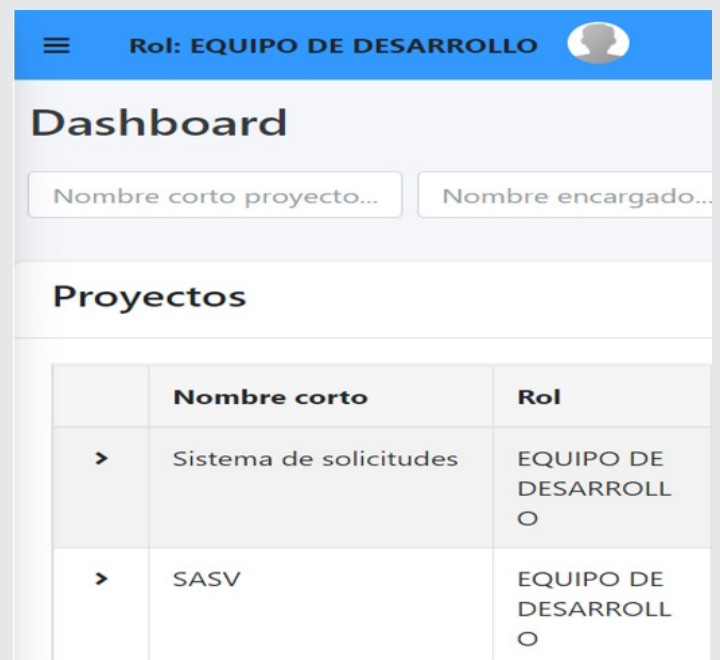 Rol: EQUIPO DE DESARROLLO
Dashboard
Nombre corto proyecto... Nombre encargado...
Proyectos
Nombre corto Rol
> Sistema de solicitudes EQUIPO DE
DESARROLL
O
> SASV EQUIPO DE
DESARROLL
O